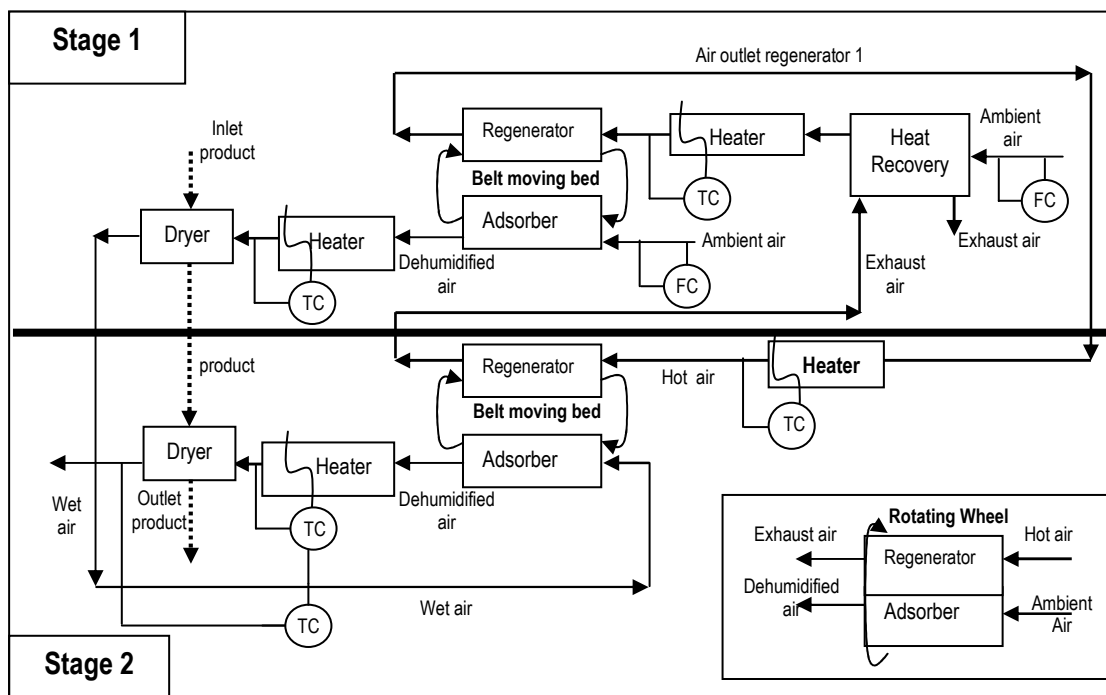 Stage 1
Air outlet regenerator 1
Inlet
product
Regenerator
Heater
Heat
Recovery
Ambient
air
Belt moving bed
TC
FC
Dryer
Heater
Adsorber
Ambient air
Exhaust air
Dehumidified
air
TC
FC
Exhaust
air
product
Regenerator
Hot air
Heater
Belt moving bed
TC
Dryer
Heater
Adsorber
Wet
air
Outlet
product
Dehumidified
air
TC
Wet air
TC
Stage 2
Rotating Wheel
Exhaust air
Hot air
Regenerator
Dehumidified
air
Adsorber
Ambient
Air